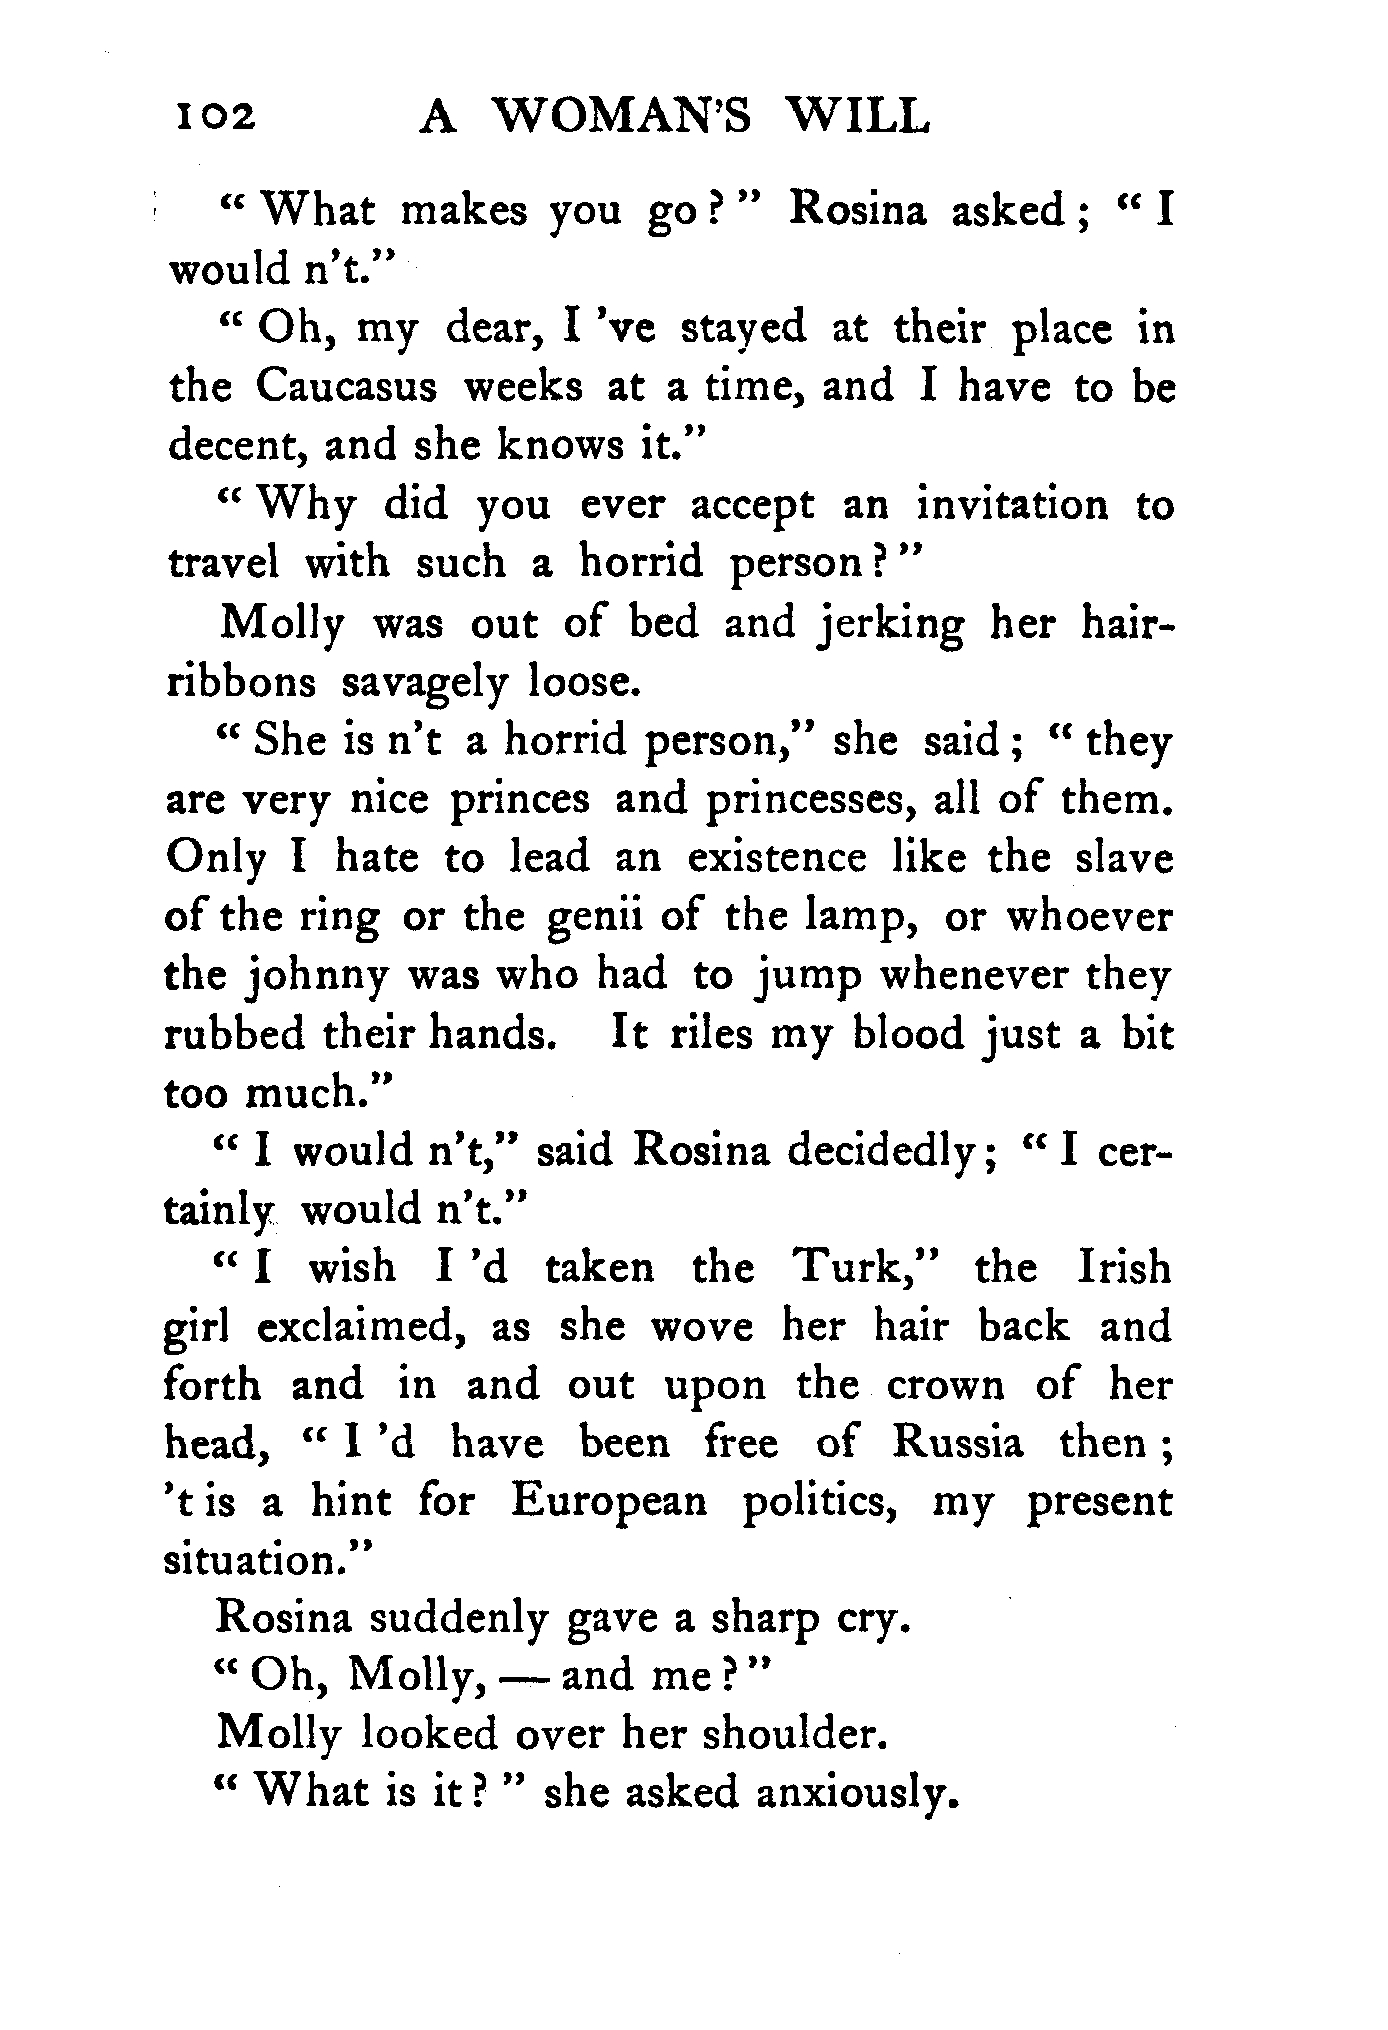 102 A WOMAN'S WILL
“ What makes you go ? ” Rosina asked ; “ I
would n't.”
“ Oh, my dear, I 've stayed at their place in
the Caucasus weeks at a time, and I have to be
decent, and she knows it.”
“ Why did you ever accept an invitation to
travel with such a horrid person ? ”
Molly was out of bed and jerking her hair-
ribbons savagely loose.
“ She is n't a horrid person,” she said ; “ they
are very nice princes and princesses, all of them.
Only I hate to lead an existence like the slave
of the ring or the genii of the lamp, or whoever
the johnny was who had to jump whenever they
rubbed their hands. It riles my blood just a bit
too much.”
“ I would n't,” said Rosina decidedly ; “ I cer-
tainly would n't.”
“ I wish I 'd taken the Turk,” the Irish
girl exclaimed, as she wove her hair back and
forth and in and out upon the crown of her
head, “ I 'd have been free of Russia then ;
't is a hint for European politics, my present
situation.”
Rosina suddenly gave a sharp cry.
“ Oh, Molly, — and me ? ”
Molly looked over her shoulder.
“ What is it ? ” she asked anxiously.